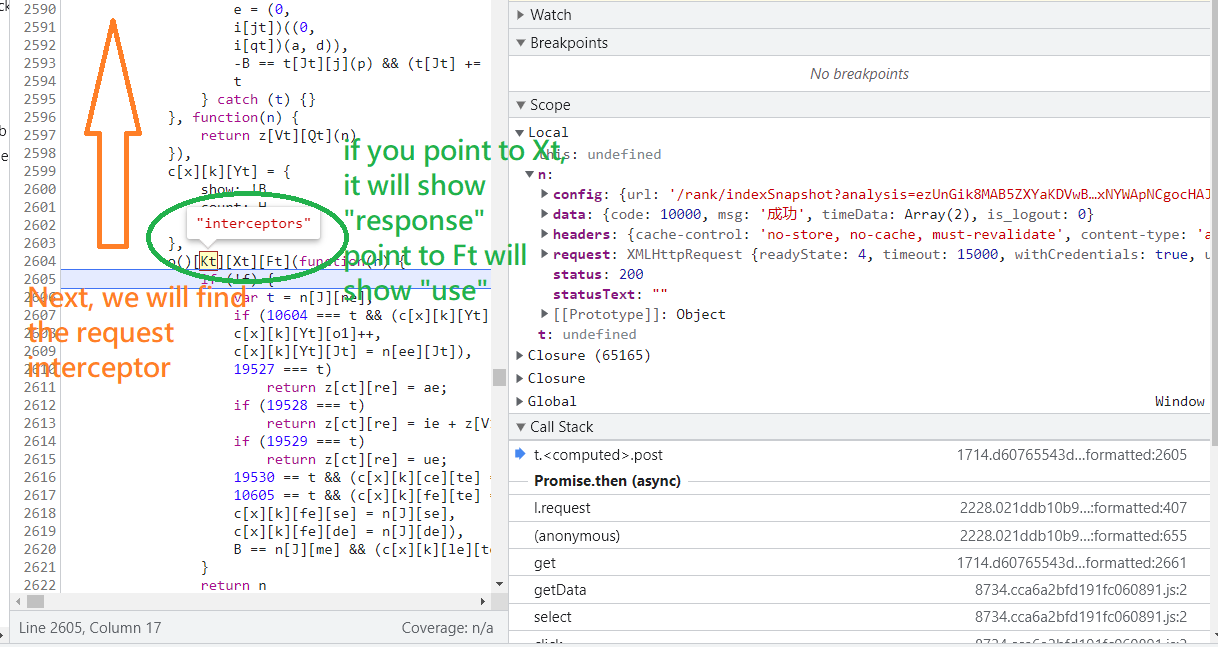 2590 e = (0,
2591 i[jt])((0,
2592 i[qt])(a, d)),
2593 -B == t[Jt][j](p) && (t[Jt] +=
2594 t
2595 } catch (t) {}
2596 }, function(n) {
2597 return z[Vt][Qt](n)
2598 }),
2599 c[x][k][Yt] = {
2600 show: !B,
2601 count: H
2602
"interceptors"
2603 },
2604 o()[Kt][Xt][Ft](function(n) {
2605 if (!f) {
2606 var t = n[J][ne];
2607 if (10604 === t && (c[x][k][Yt]
2608 c[x][k][Yt][o1]++,
2609 c[x][k][Yt][Jt] = n[ee][Jt]),
2610 19527 === t)
2611 return z[ct][re] = ae;
2612 if (19528 === t)
2613 return z[ct][re] = ie + z[V
2614 if (19529 === t)
2615 return z[ct][re] = ue;
2616 19530 == t && (c[x][k][ce][te] =
2617 10605 == t && (c[x][k][fe][te] =
2618 c[x][k][fe][se] = n[J][se],
2619 c[x][k][fe][de] = n[J][de]),
2620 B == n[J][me] && (c[x][k][le][t
2621 }
2622 return n
if you point to Xt,
it will show
"response"
point to Ft will
show "use"
Next, we will find
the request
interceptor
Line 2605, Column 17 Coverage: n/a
Watch
Breakpoints
No breakpoints
Scope
Local
this: undefined
n:
config: {url: '/rank/indexSnapshot?analysis=ezUnGik8MAB5ZXYaKDVwB…xNYWApNCgocHAJ
data: {code: 10000, msg: '成功', timeData: Array(2), is_logout: 0}
headers: {cache-control: 'no-store, no-cache, must-revalidate', content-type: 'a
request: XMLHttpRequest {readyState: 4, timeout: 15000, withCredentials: true, u
status: 200
statusText: ""
[[Prototype]]: Object
t: undefined
Closure (65165)
Closure
Global Window
Call Stack
t.<computed>.post 1714.d60765543d…formatted:2605
Promise.then (async)
l.request 2228.021ddb10b9…:formatted:407
(anonymous) 2228.021ddb10b9…:formatted:655
get 1714.d60765543d…formatted:2661
getData 8734.cca6a2bfd191fc060891.js:2
select 8734.cca6a2bfd191fc060891.js:2